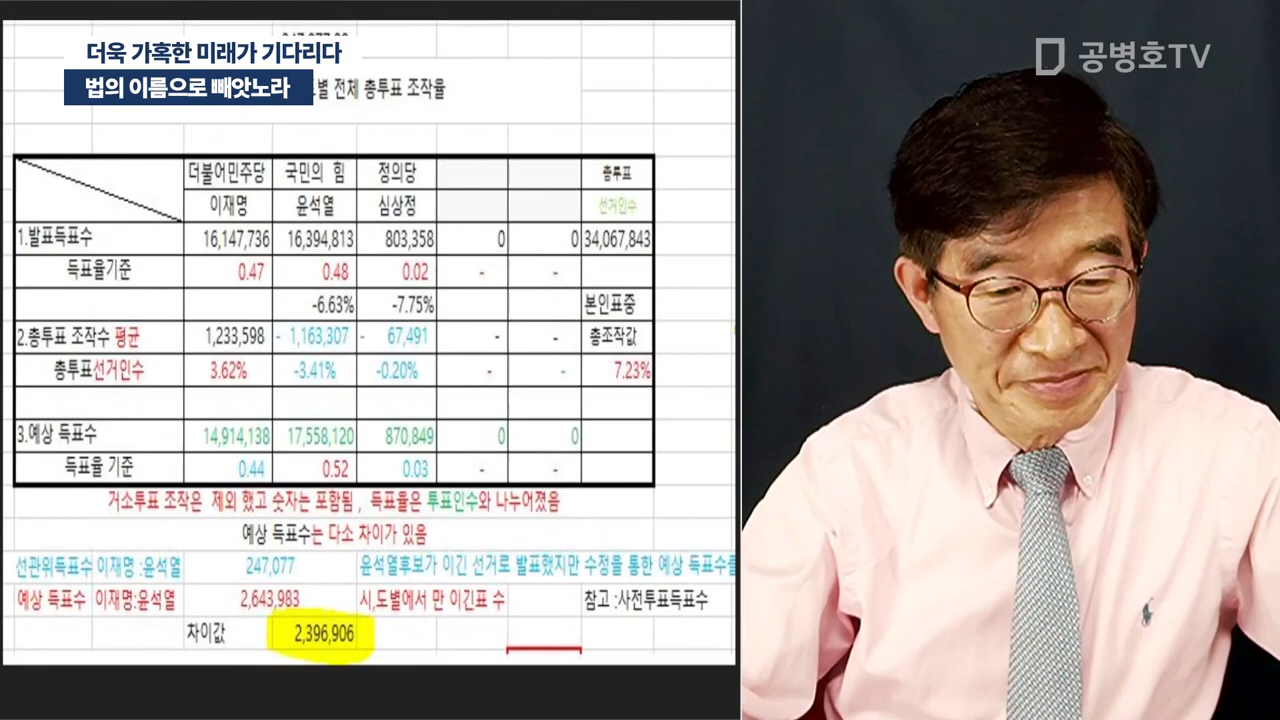 더욱 가혹한 미래가 기다리다
법의 이름으로 빼앗노라
공병호TV
별 전체 총투표 조작율
더불어민주당 국민의 힘 정의당 총투표
이재명 윤석열 심상정 선거인수
1.발표득표수 16,147,736 16,394,813 803,358 0 0 34,067,843
득표율기준 0.47 0.48 0.02 - -
-6.63% -7.75% 본인표중
2.총투표 조작수 평균 1,233,598 - 1,163,307 - 67,491 - - 총조작값
총투표선거인수 3.62% -3.41% -0.20% - - 7.23%
3.예상 득표수 14,914,138 17,558,120 870,849 0 0
득표율 기준 0.44 0.52 0.03 - -
거소투표 조작은 제외 했고 숫자는 포함됨 , 득표율은 투표인수와 나누어졌음
예상 득표수는 다소 차이가 있음
선관위득표수 이재명 :윤석열 247,077 윤석열후보가 이긴 선거로 발표했지만 수정을 통한 예상 득표수를
예상 득표수 이재명:윤석열 2,643,983 시,도별에서 만 이긴표 수 참고 :사전투표득표수
차이값 2,396,906